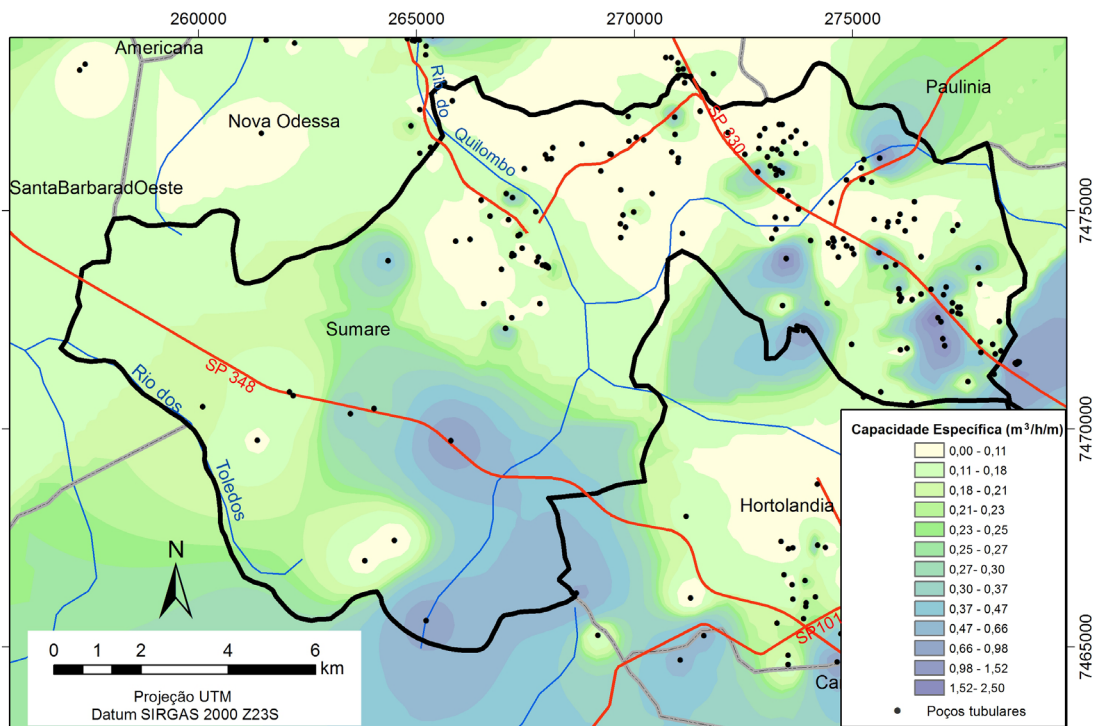 260000
265000
270000
275000
Americana
Paulinia
Nova Odessa
Rib. do Quilombo
SP 330
SantaBarbaradOeste
7475000
Sumare
SP 348
Rio dos
Toledos
7470000
Hortolandia
SP101
7465000
Ca
N
0 1 2 4 6
km
Projeção UTM
Datum SIRGAS 2000 Z23S
Capacidade Específica (m³/h/m)
0,00 - 0,11
0,11 - 0,18
0,18 - 0,21
0,21- 0,23
0,23 - 0,25
0,25 - 0,27
0,27 - 0,30
0,30 - 0,37
0,37 - 0,47
0,47 - 0,66
0,66 - 0,98
0,98 - 1,52
1,52- 2,50
Poços tubulares